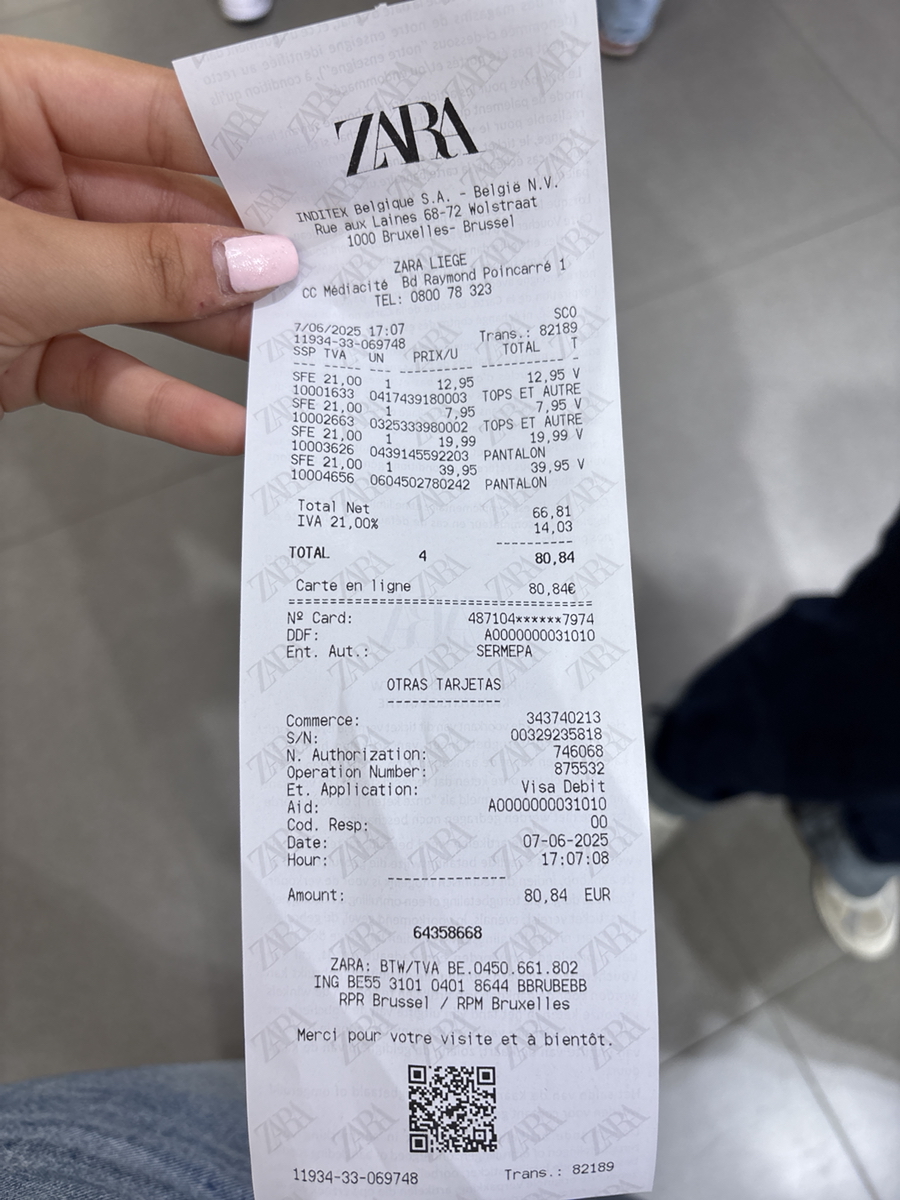 ZARA
INDITEX Belgique S.A. - België N.V.
Rue aux Laines 68-72 Wolstraat
1000 Bruxelles- Brussel
ZARA LIEGE
CC Médiacité Bd Raymond Poincarré 1
TEL: 0800 78 323
SCO
7/06/2025 17:07
11934-33-069748 Trans.: 82189
SSP TVA UN PRIX/U TOTAL T
SFE 21,00 1 12,95 12,95 V
10001633 0417439180003 TOPS ET AUTRE
SFE 21,00 1 7,95 7,95 V
10002663 0325333980002 TOPS ET AUTRE
SFE 21,00 1 19,99 19,99 V
10003626 0439145592203 PANTALON
SFE 21,00 1 39,95 39,95 V
10004656 0604502780242 PANTALON
Total Net 66,81
IVA 21,00% 14,03
TOTAL 4 80,84
Carte en ligne 80,84€
Nº Card: 487104******7974
DDF: A0000000031010
Ent. Aut.: SERMEPA
OTRAS TARJETAS
Commerce: 343740213
S/N: 00329235818
N. Authorization: 746068
Operation Number: 875532
Et. Application: Visa Debit
Aid: A0000000031010
Cod. Resp: 00
Date: 07-06-2025
Hour: 17:07:08
Amount: 80,84 EUR
64358668
ZARA: BTW/TVA BE.0450.661.802
ING BE55 3101 0401 8644 BBRUBEBB
RPR Brussel / RPM Bruxelles
Merci pour votre visite et à bientôt.
11934-33-069748 Trans.: 82189